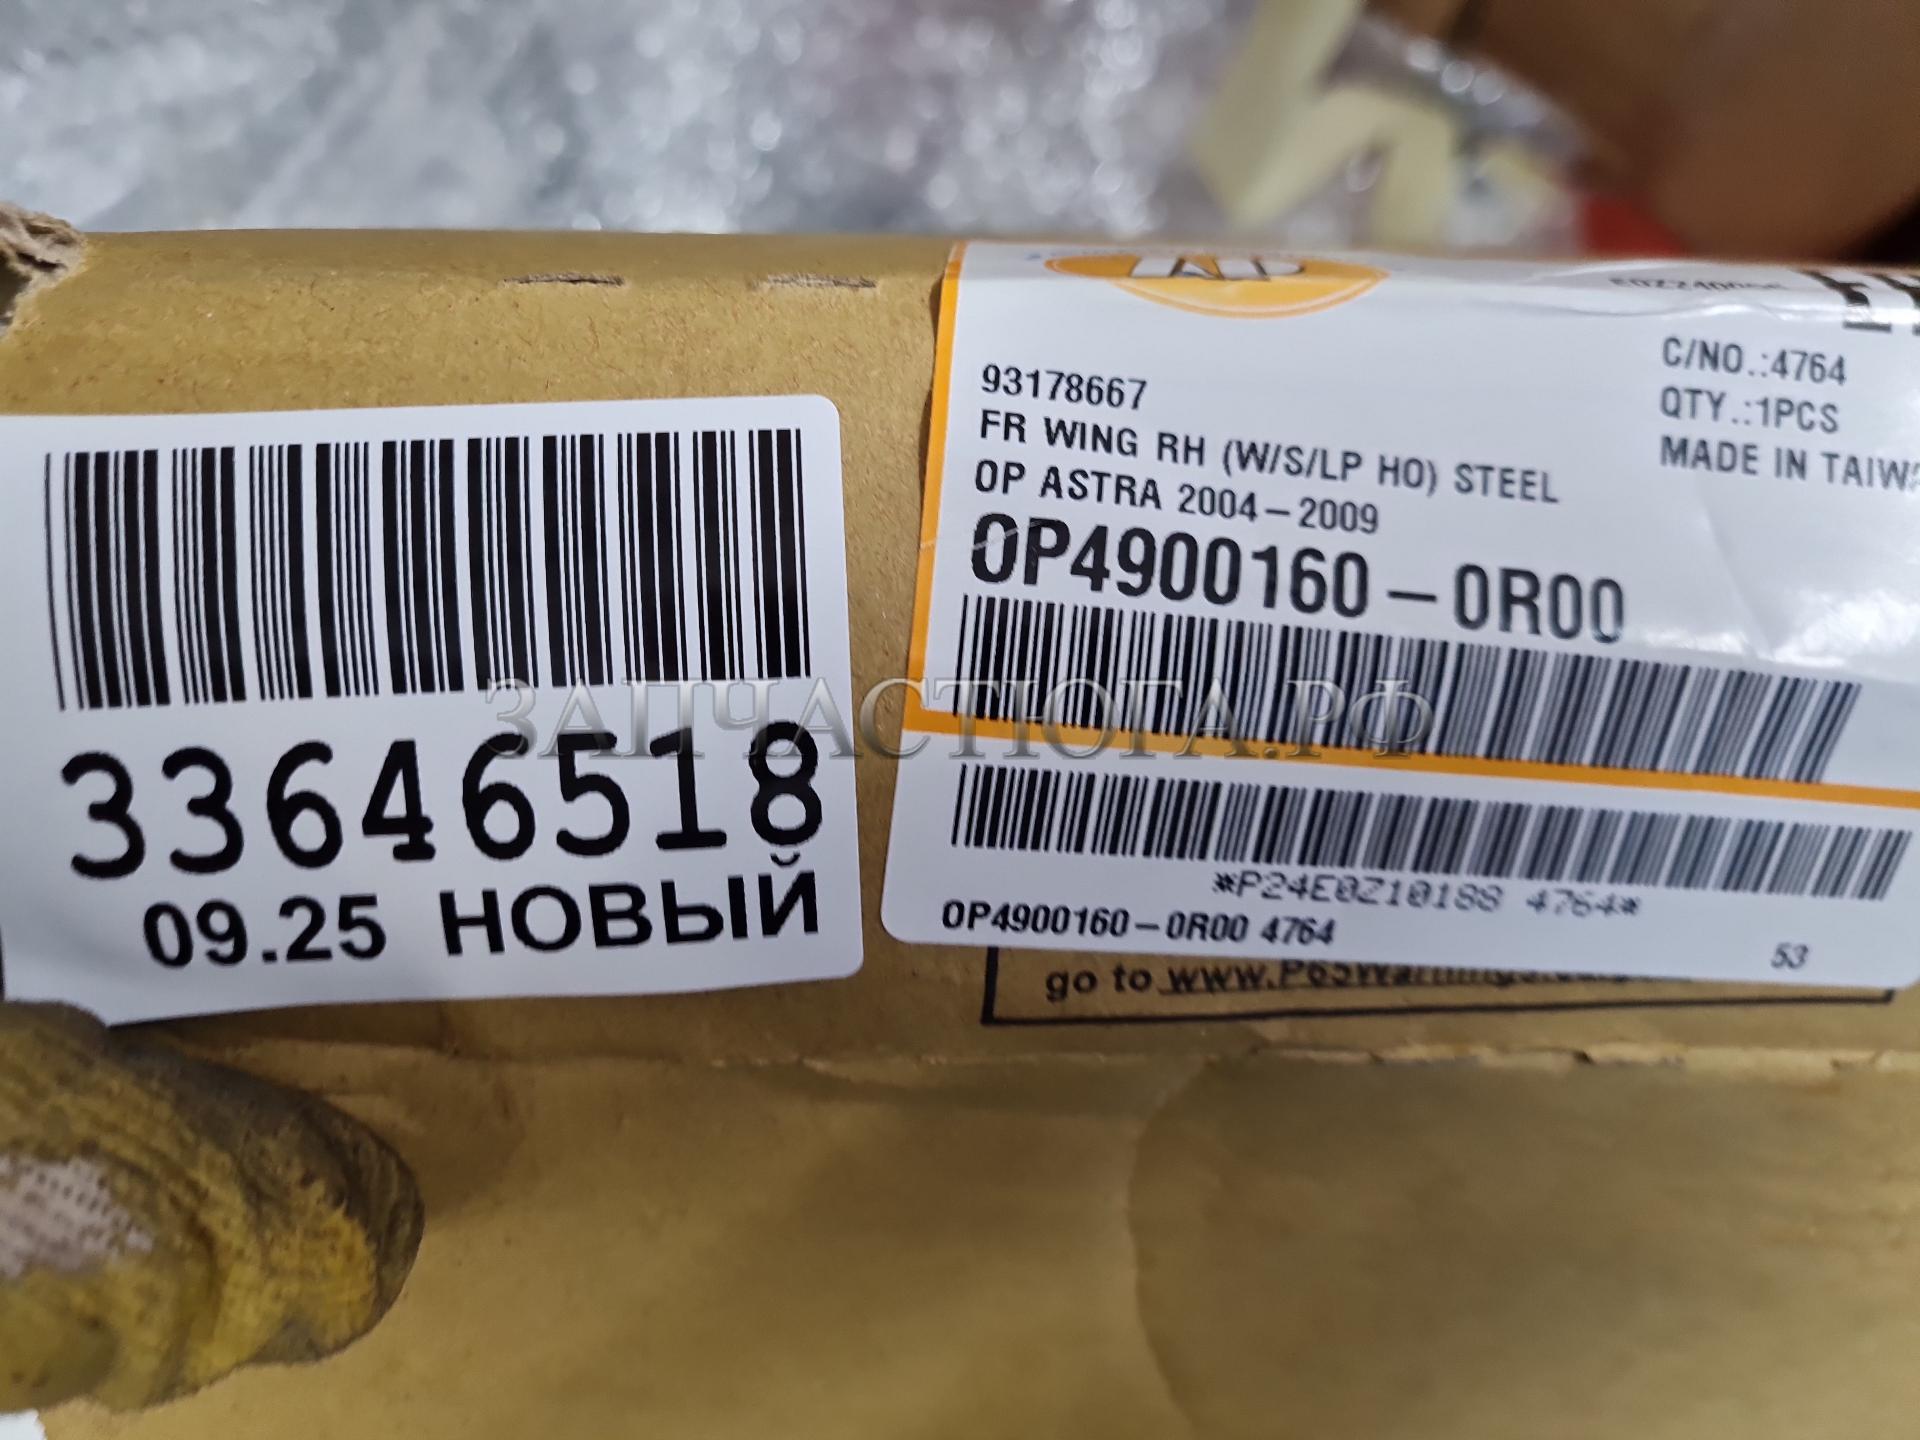 33646518
09.25 НОВЫЙ
C/NO.:4764
QTY.:1PCS
MADE IN
93178667
FR WING RH (W/S/LP HO) STEEL
OP ASTRA 2004-2009
OP4900160-0R00
*P24E0Z10188 4764*
OP4900160-0R00 4764
53
go to
ЗАПЧАСТЮГА.РФ